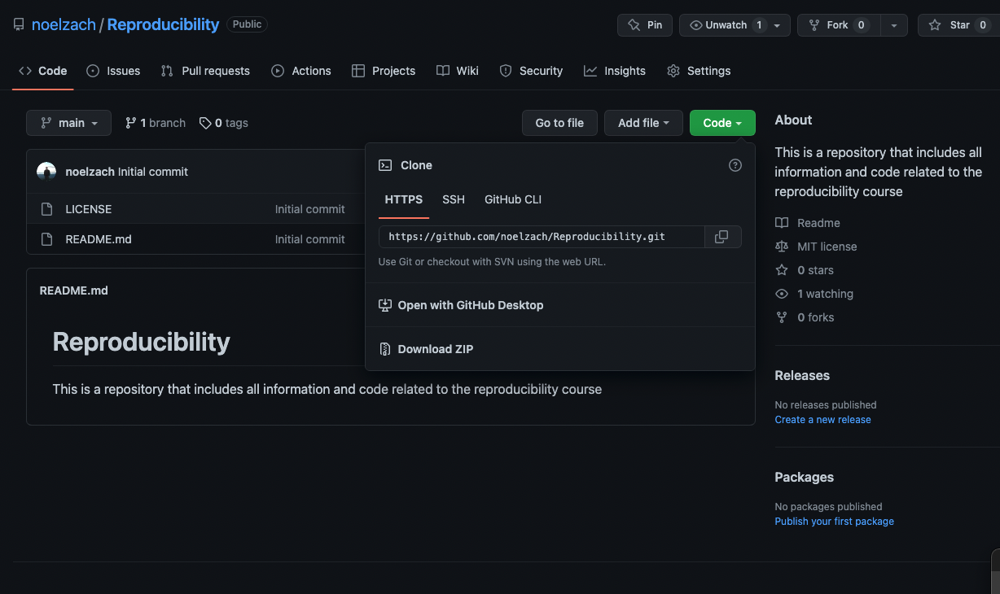 noelzach / Reproducibility Public
Pin
Unwatch 1
Fork 0
Star 0
Code
Issues
Pull requests
Actions
Projects
Wiki
Security
Insights
Settings
main
1 branch
0 tags
Go to file
Add file
Code
noelzach Initial commit
LICENSE Initial commit
README.md Initial commit
Clone
HTTPS SSH GitHub CLI
https://github.com/noelzach/Reproducibility.git
Use Git or checkout with SVN using the web URL.
Open with GitHub Desktop
Download ZIP
README.md
Reproducibility
This is a repository that includes all information and code related to the reproducibility course
About
This is a repository that includes all
information and code related to the
reproducibility course
Readme
MIT license
0 stars
1 watching
0 forks
Releases
No releases published
Create a new release
Packages
No packages published
Publish your first package